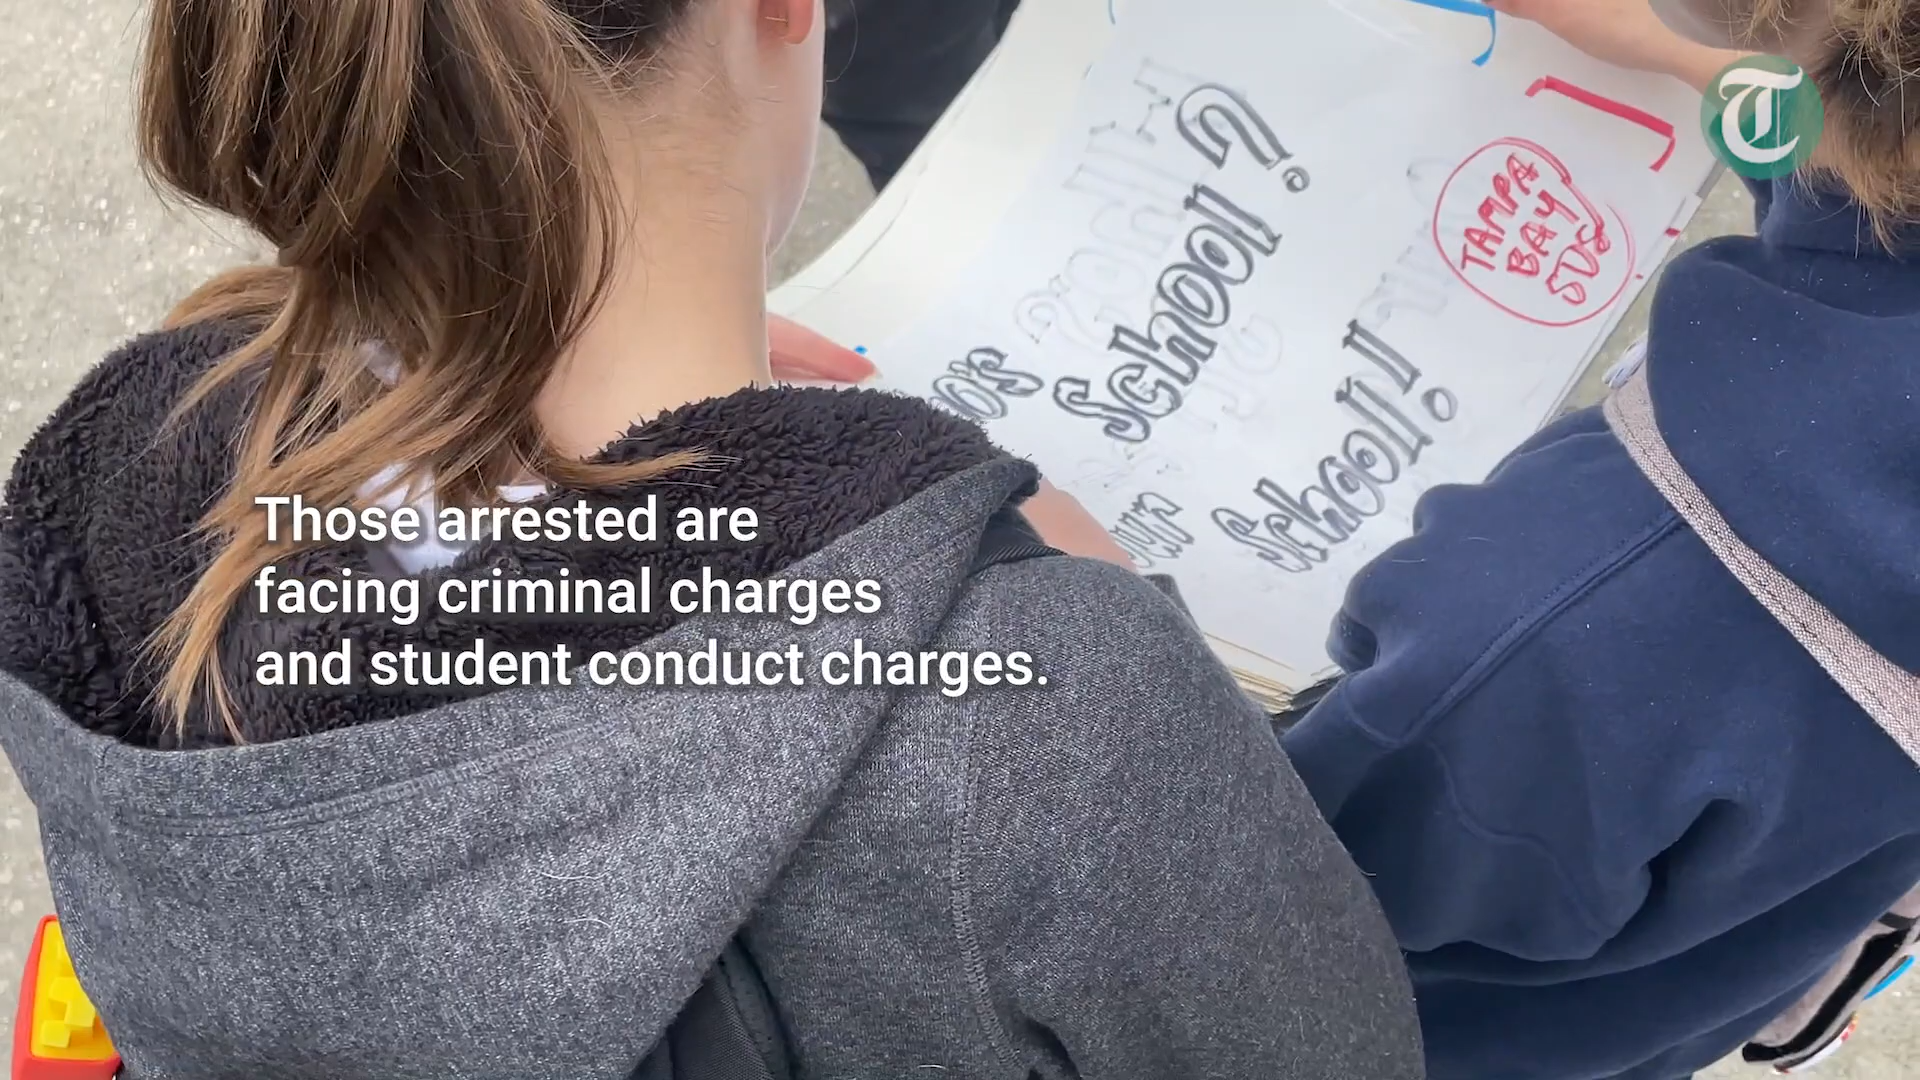 Those arrested are
facing criminal charges
and student conduct charges.
School?
School!
TAMPA
BAY
SDS
T